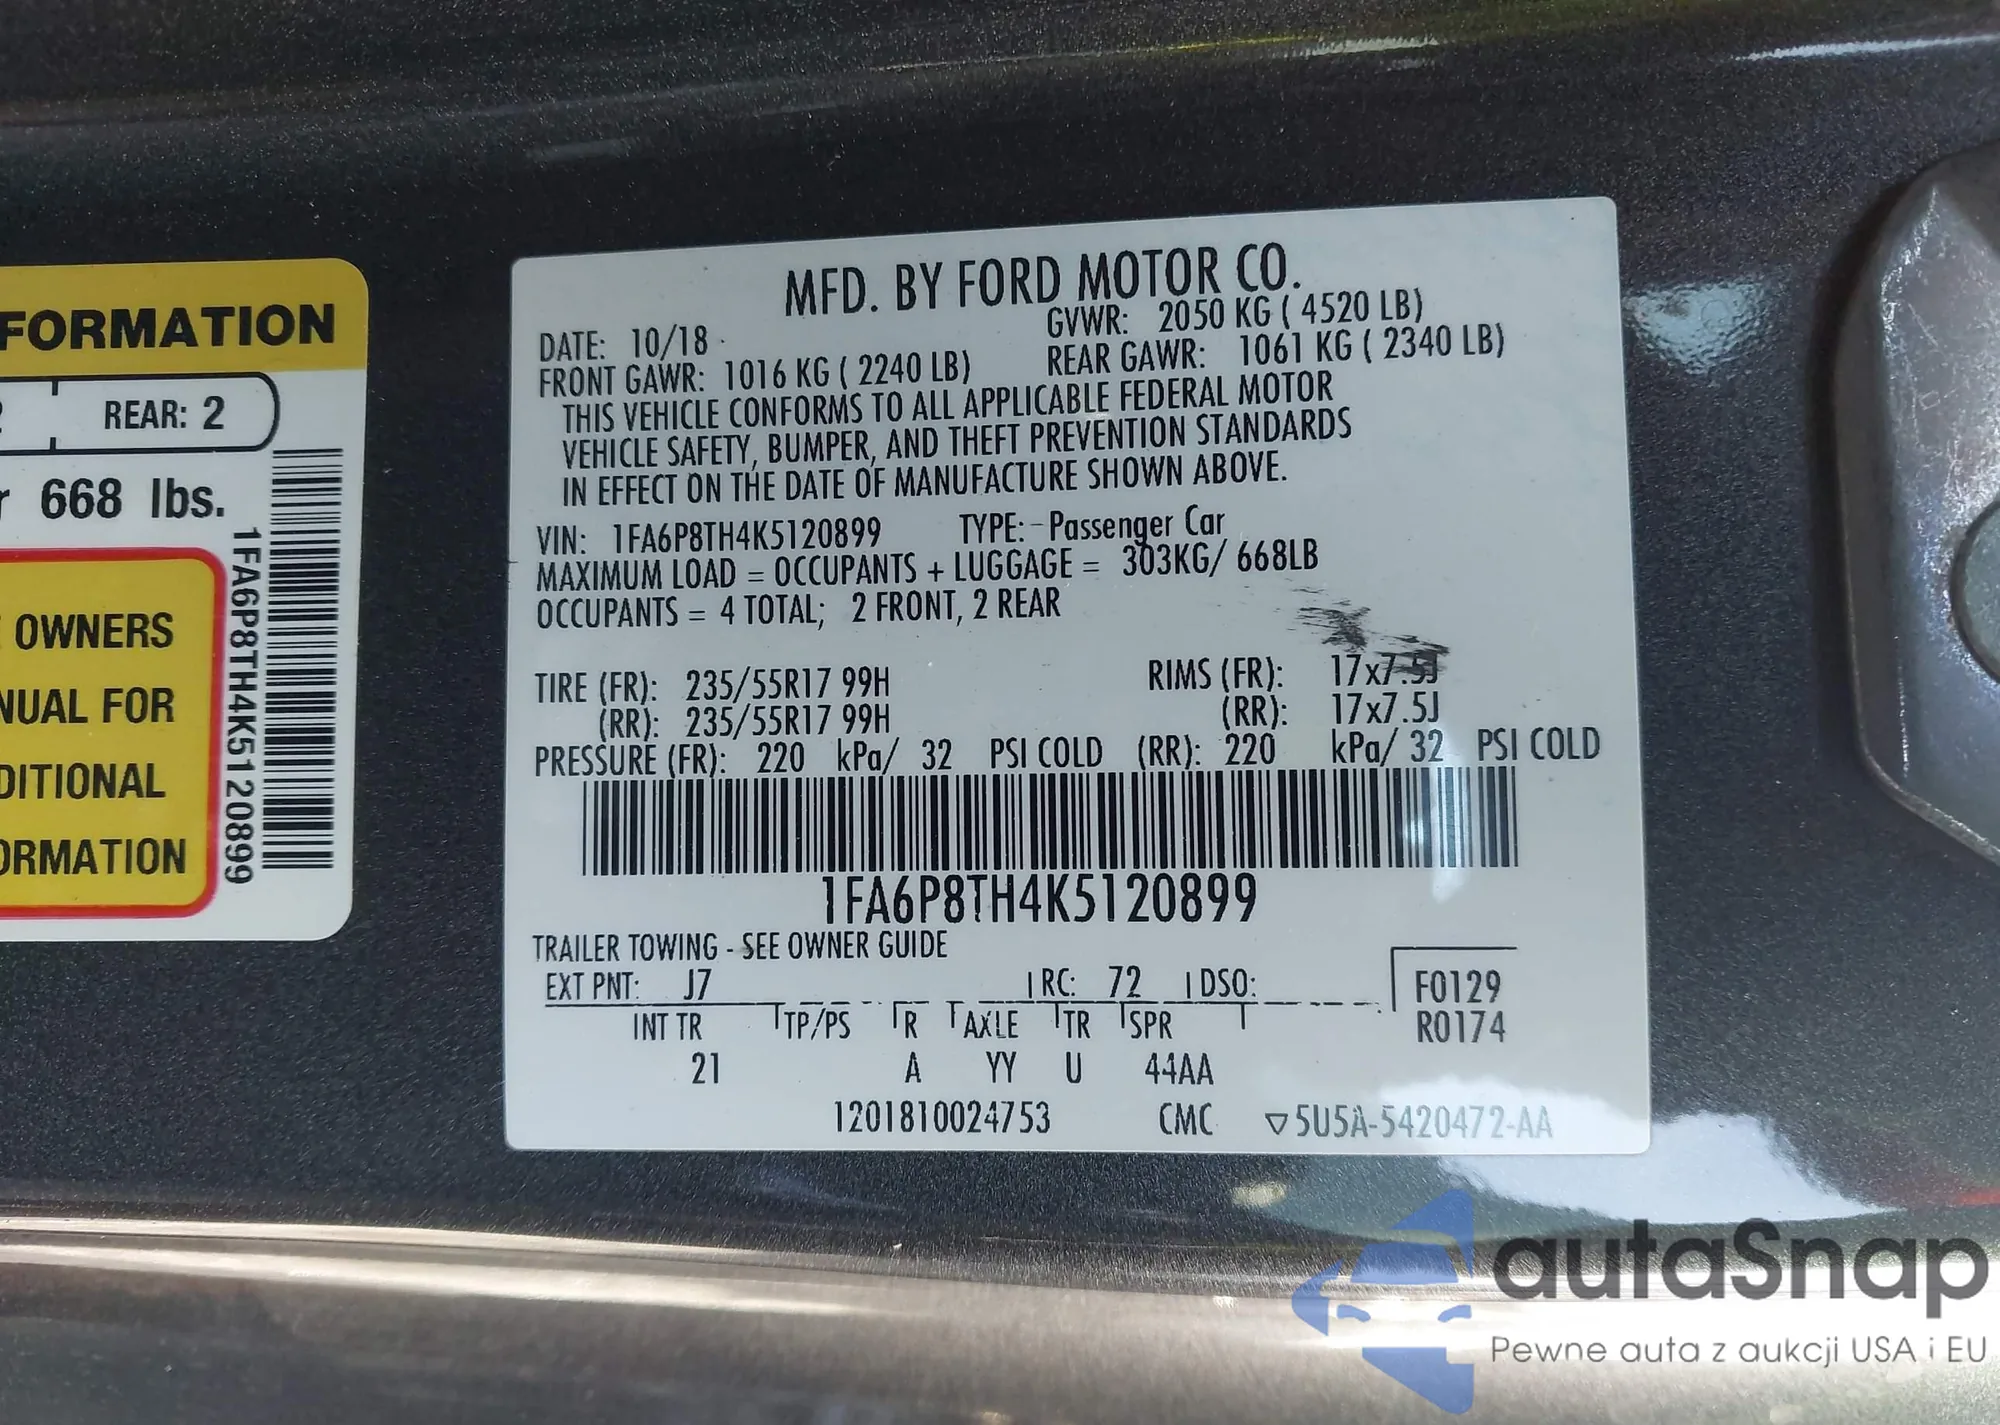 FORMATION
REAR: 2
668 lbs.
OWNERS
NUAL FOR
DITIONAL
ORMATION
1FA6P8TH4K5120899
MFD. BY FORD MOTOR CO.
DATE: 10/18 GVWR: 2050 KG ( 4520 LB)
FRONT GAWR: 1016 KG ( 2240 LB) REAR GAWR: 1061 KG ( 2340 LB)
THIS VEHICLE CONFORMS TO ALL APPLICABLE FEDERAL MOTOR
VEHICLE SAFETY, BUMPER, AND THEFT PREVENTION STANDARDS
IN EFFECT ON THE DATE OF MANUFACTURE SHOWN ABOVE.
VIN: 1FA6P8TH4K5120899 TYPE: Passenger Car
MAXIMUM LOAD = OCCUPANTS + LUGGAGE = 303KG/ 668LB
OCCUPANTS = 4 TOTAL; 2 FRONT, 2 REAR
TIRE (FR): 235/55R17 99H RIMS (FR): 17x7.5J
(RR): 235/55R17 99H (RR): 17x7.5J
PRESSURE (FR): 220 kPa/ 32 PSI COLD (RR): 220 kPa/ 32 PSI COLD
1FA6P8TH4K5120899
TRAILER TOWING - SEE OWNER GUIDE
EXT PNT: J7 RC: 72 DSO: F0129
INT TR TP/PS R AXLE TR SPR R0174
21 A YY U 44AA
1201810024753 CMC ▽5U5A-5420472-AA
autaSnap
Pewne auta z aukcji USA i EU